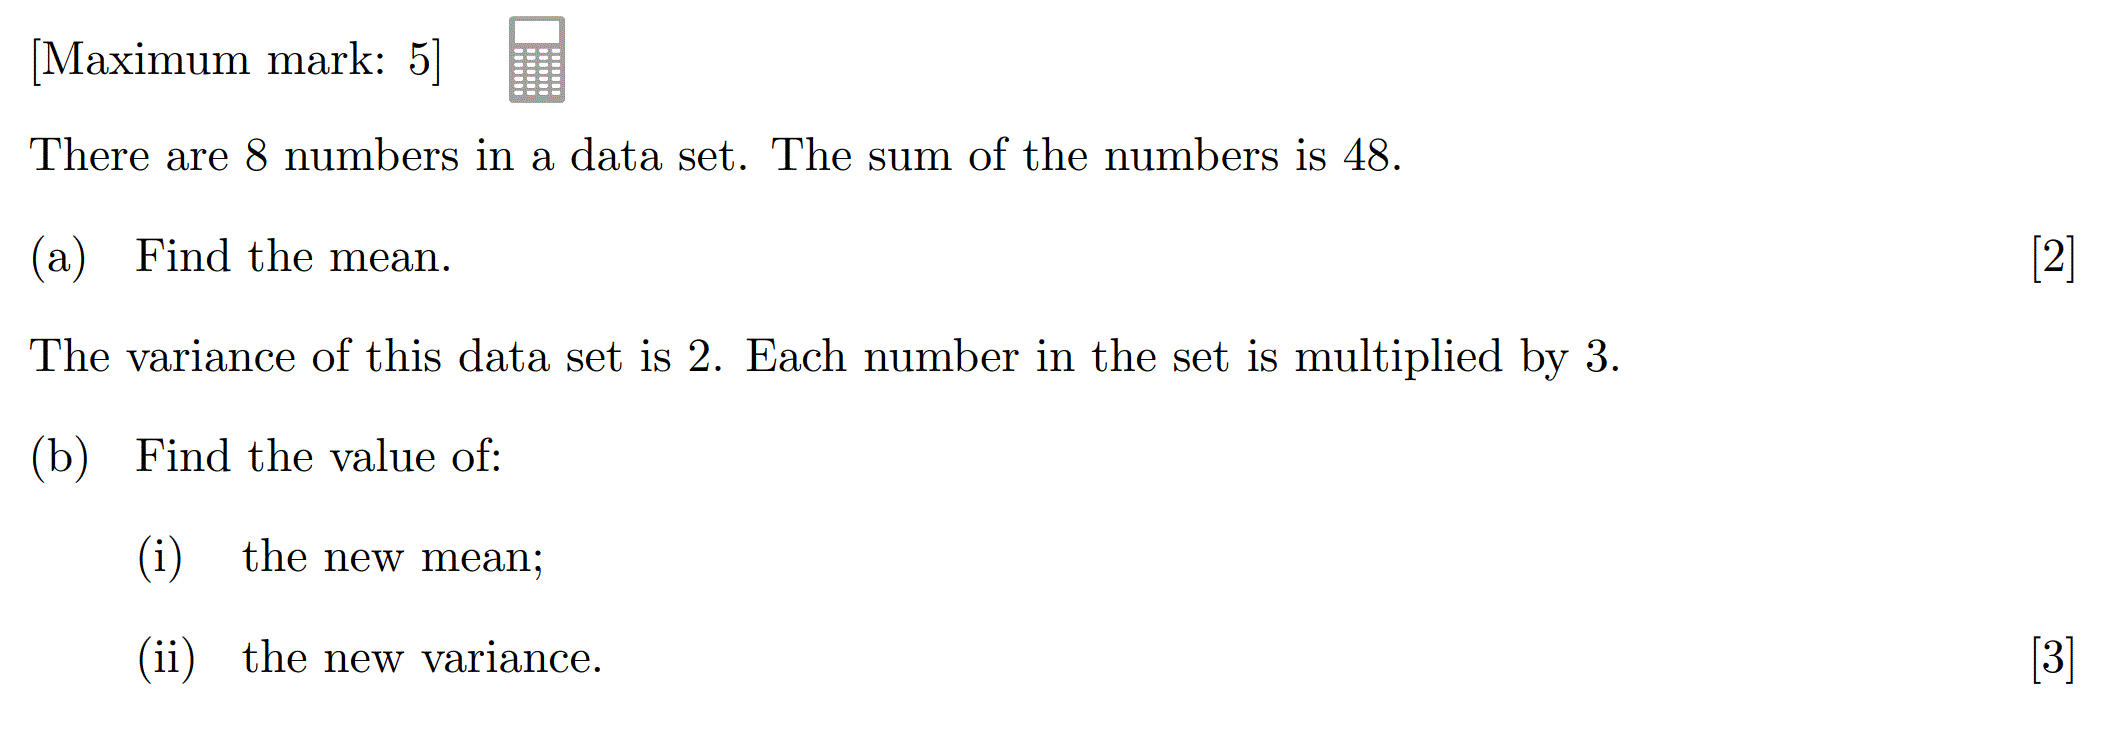 [Maximum mark: 5]
There are 8 numbers in a data set. The sum of the numbers is 48.
(a) Find the mean. [2]
The variance of this data set is 2. Each number in the set is multiplied by 3.
(b) Find the value of:
(i) the new mean;
(ii) the new variance. [3]